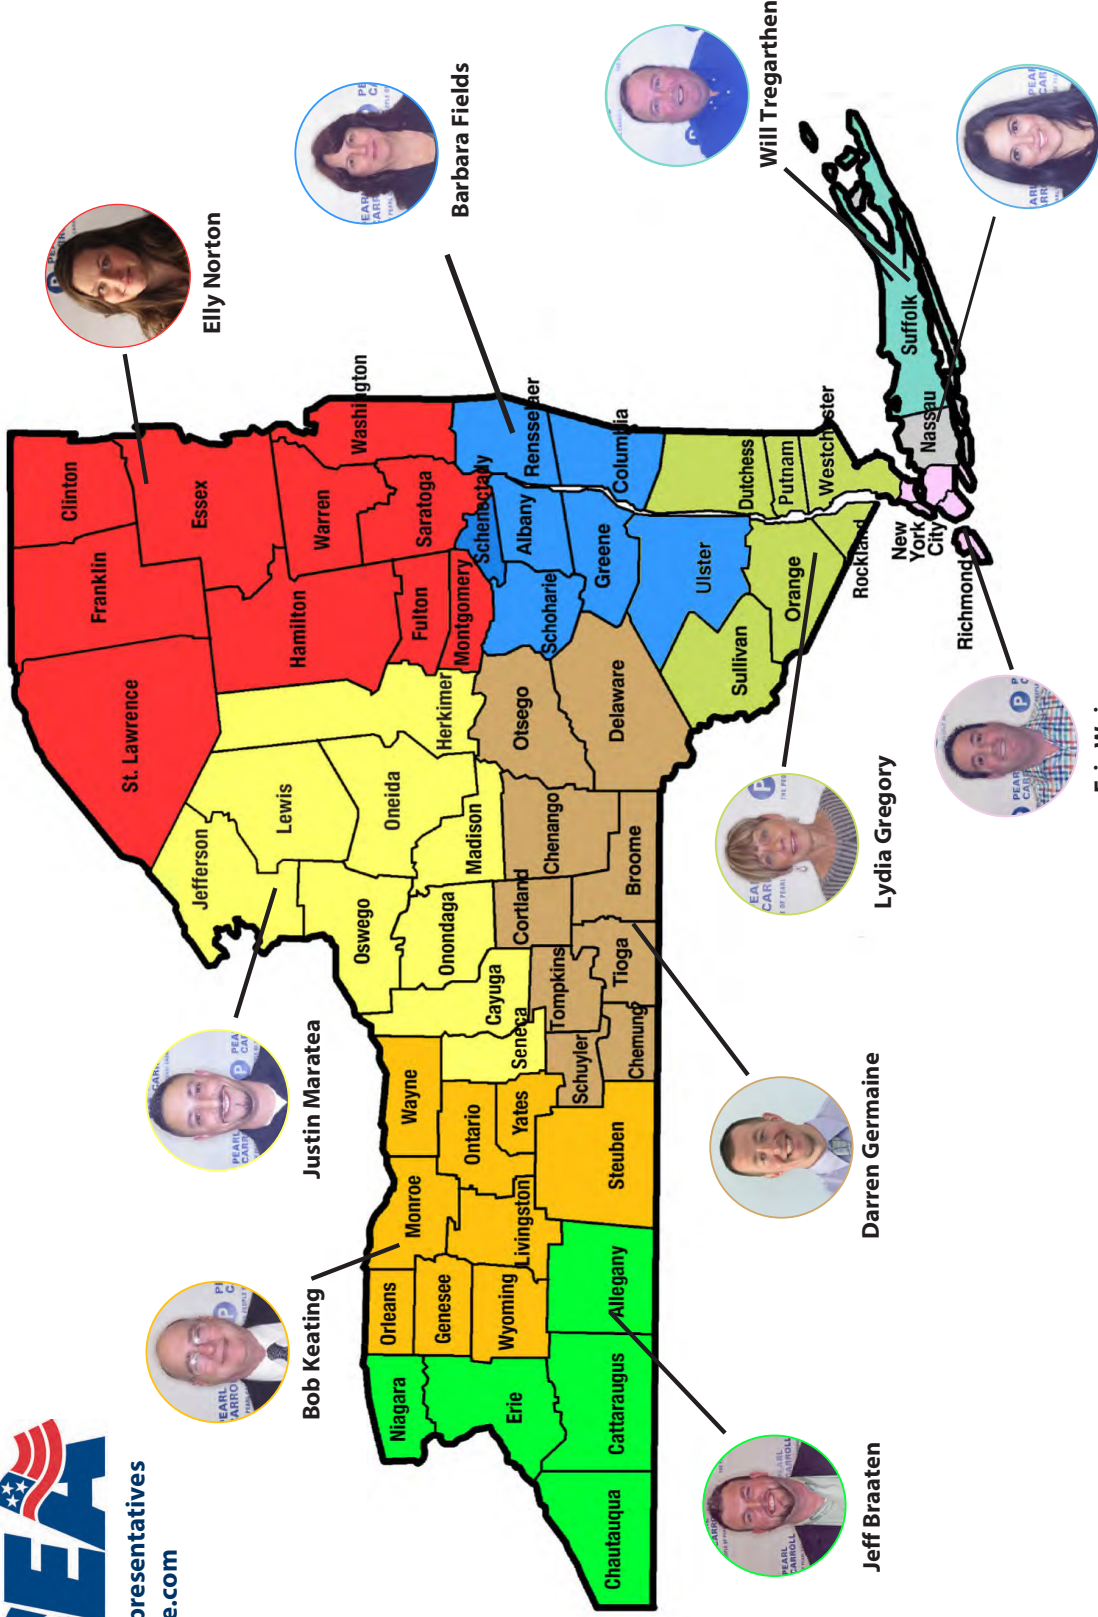 EA
presentatives
e.com
Elly Norton
Barbara Fields
Will Tregarthen
Justin Maratea
Bob Keating
Lydia Gregory
Darren Germaine
Jeff Braaten
Clinton
Franklin
St. Lawrence
Essex
Hamilton
Warren
Washington
Saratoga
Fulton
Montgomery
Herkimer
Lewis
Jefferson
Oneida
Oswego
Madison
Onondaga
Cayuga
Seneca
Schenectady
Rensselaer
Albany
Schoharie
Greene
Columbia
Ulster
Otsego
Delaware
Chenango
Broome
Cortland
Tompkins
Tioga
Schuyler
Chemung
Wayne
Ontario
Yates
Steuben
Monroe
Livingston
Orleans
Genesee
Wyoming
Niagara
Erie
Allegany
Cattaraugus
Chautauqua
Sullivan
Orange
Dutchess
Putnam
Westchester
Rockland
New
York
City
Richmond
Nassau
Suffolk